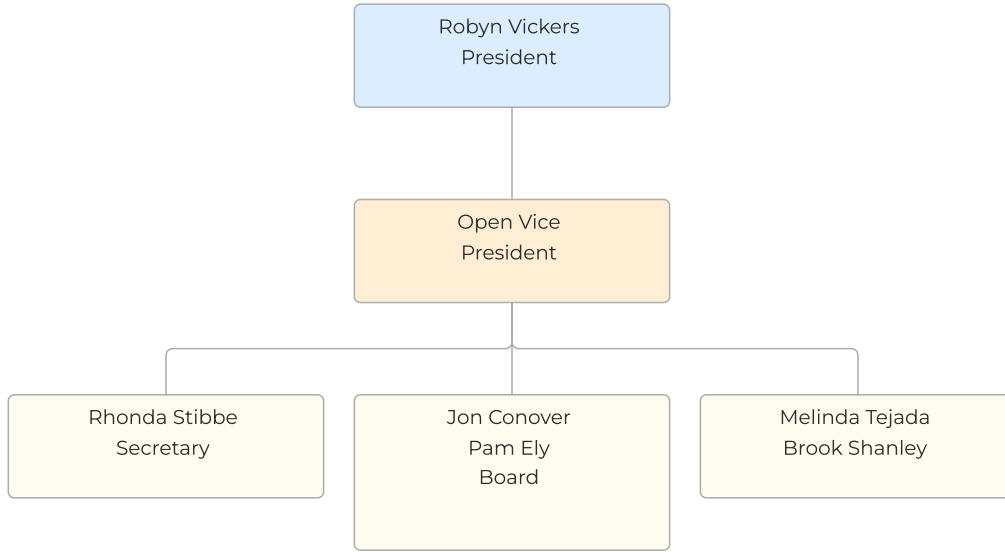 Robyn Vickers
President
Open Vice
President
Rhonda Stibbe
Secretary
Jon Conover
Pam Ely
Board
Melinda Tejada
Brook Shanley